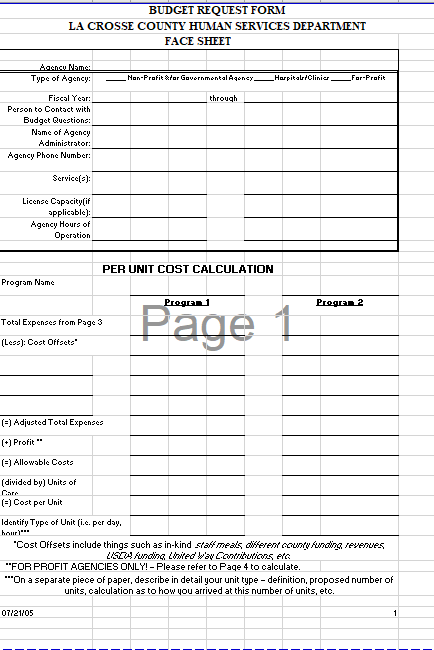 BUDGET REQUEST FORM
LA CROSSE COUNTY HUMAN SERVICES DEPARTMENT
FACE SHEET
Agency Name:
Type of Agency: _____ Non-Profit &/or Governmental Agency _____ Hospitals/Clinics _____ For-Profit
Fiscal Year: through
Person to Contact with
Budget Questions:
Name of Agency
Administrator:
Agency Phone Number:
Service(s):
License Capacity(if
applicable):
Agency Hours of
Operation
PER UNIT COST CALCULATION
Program Name
Program 1 Program 2
Page 1
Total Expenses from Page 3
(Less): Cost Offsets*
(=) Adjusted Total Expenses
(+) Profit **
(=) Allowable Costs
(divided by) Units of
Care
(=) Cost per Unit
Identify Type of Unit (i.e. per day,
hour)***
*Cost Offsets include things such as in-kind staff meals, different county funding, revenues,
USDA funding, United Way Contributions, etc.
**FOR PROFIT AGENCIES ONLY! – Please refer to Page 4 to calculate.
***On a separate piece of paper, describe in detail your unit type – definition, proposed number of
units, calculation as to how you arrived at this number of units, etc.
07/21/05 1